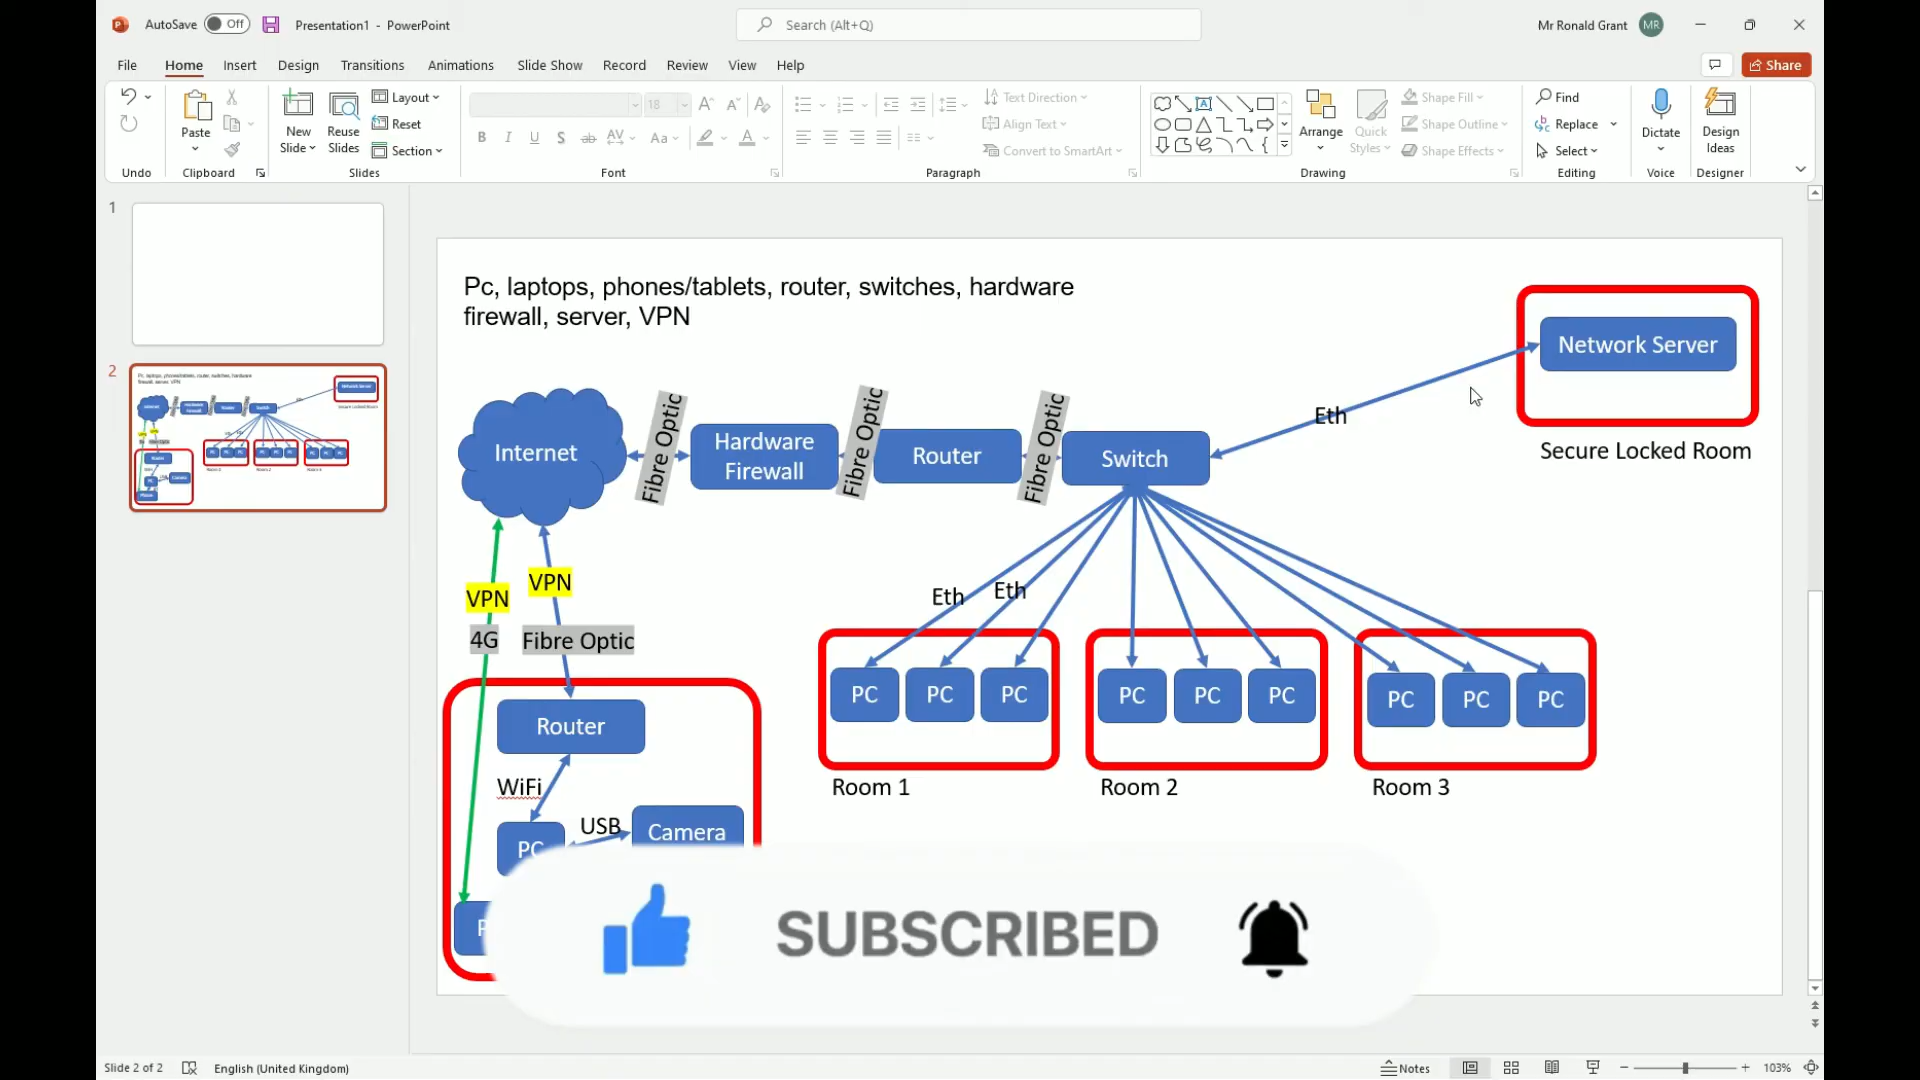 AutoSave Off Presentation1 - PowerPoint Search (Alt+Q) Mr Ronald Grant MR
File Home Insert Design Transitions Animations Slide Show Record Review View Help Share
Paste
New Slide
Reuse Slides
Layout
Reset
Section
18
Aa
Text Direction
Align Text
Convert to SmartArt
Arrange
Quick Styles
Shape Fill
Shape Outline
Shape Effects
Find
Replace
Select
Dictate
Design Ideas
Undo Clipboard Slides Font Paragraph Drawing Editing Voice Designer
1
2
Pc, laptops, phones/tablets, router, switches, hardware
firewall, server, VPN
Network Server
Secure Locked Room
Eth
Internet
Fibre Optic
Hardware
Firewall
Fibre Optic
Router
Fibre Optic
Switch
VPN
VPN
4G
Fibre Optic
Eth
Eth
Router
WiFi
USB
Camera
PC
PC PC PC
Room 1
PC PC PC
Room 2
PC PC PC
Room 3
SUBSCRIBED
Slide 2 of 2 English (United Kingdom) Notes 103%